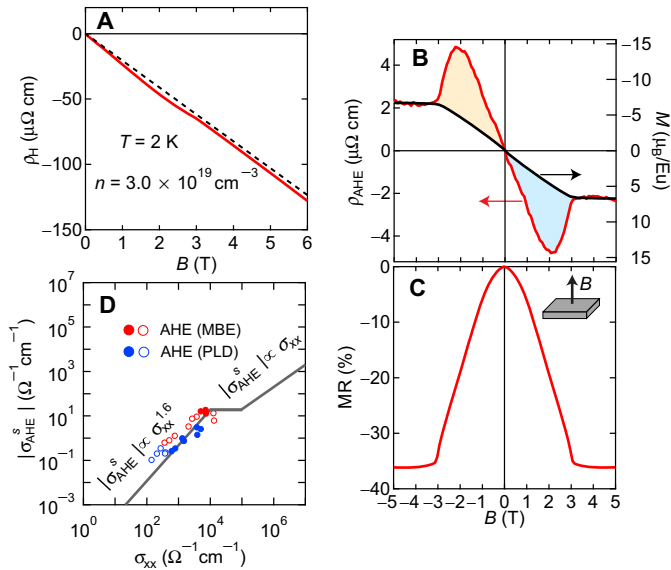 A
0
−50
−100
−150
ρH (μΩ cm)
T = 2 K
n = 3.0 × 10^19 cm^−3
0 1 2 3 4 5 6
B (T)
B
4
2
0
−2
−4
ρAHE (μΩ cm)
−15
−10
−5
0
5
10
15
M (μB/Eu)
C
B
0
−10
−20
−30
−40
MR (%)
−5 −4 −3 −2 −1 0 1 2 3 4 5
B (T)
D
AHE (MBE)
AHE (PLD)
|σ^s_AHE| ∝ σxx
|σ^s_AHE| ∝ σxx^1.6
10^7
10^5
10^3
10^1
10^−1
10^−3
|σ^s_AHE| (Ω^−1cm^−1)
10^0 10^2 10^4 10^6
σxx (Ω^−1cm^−1)